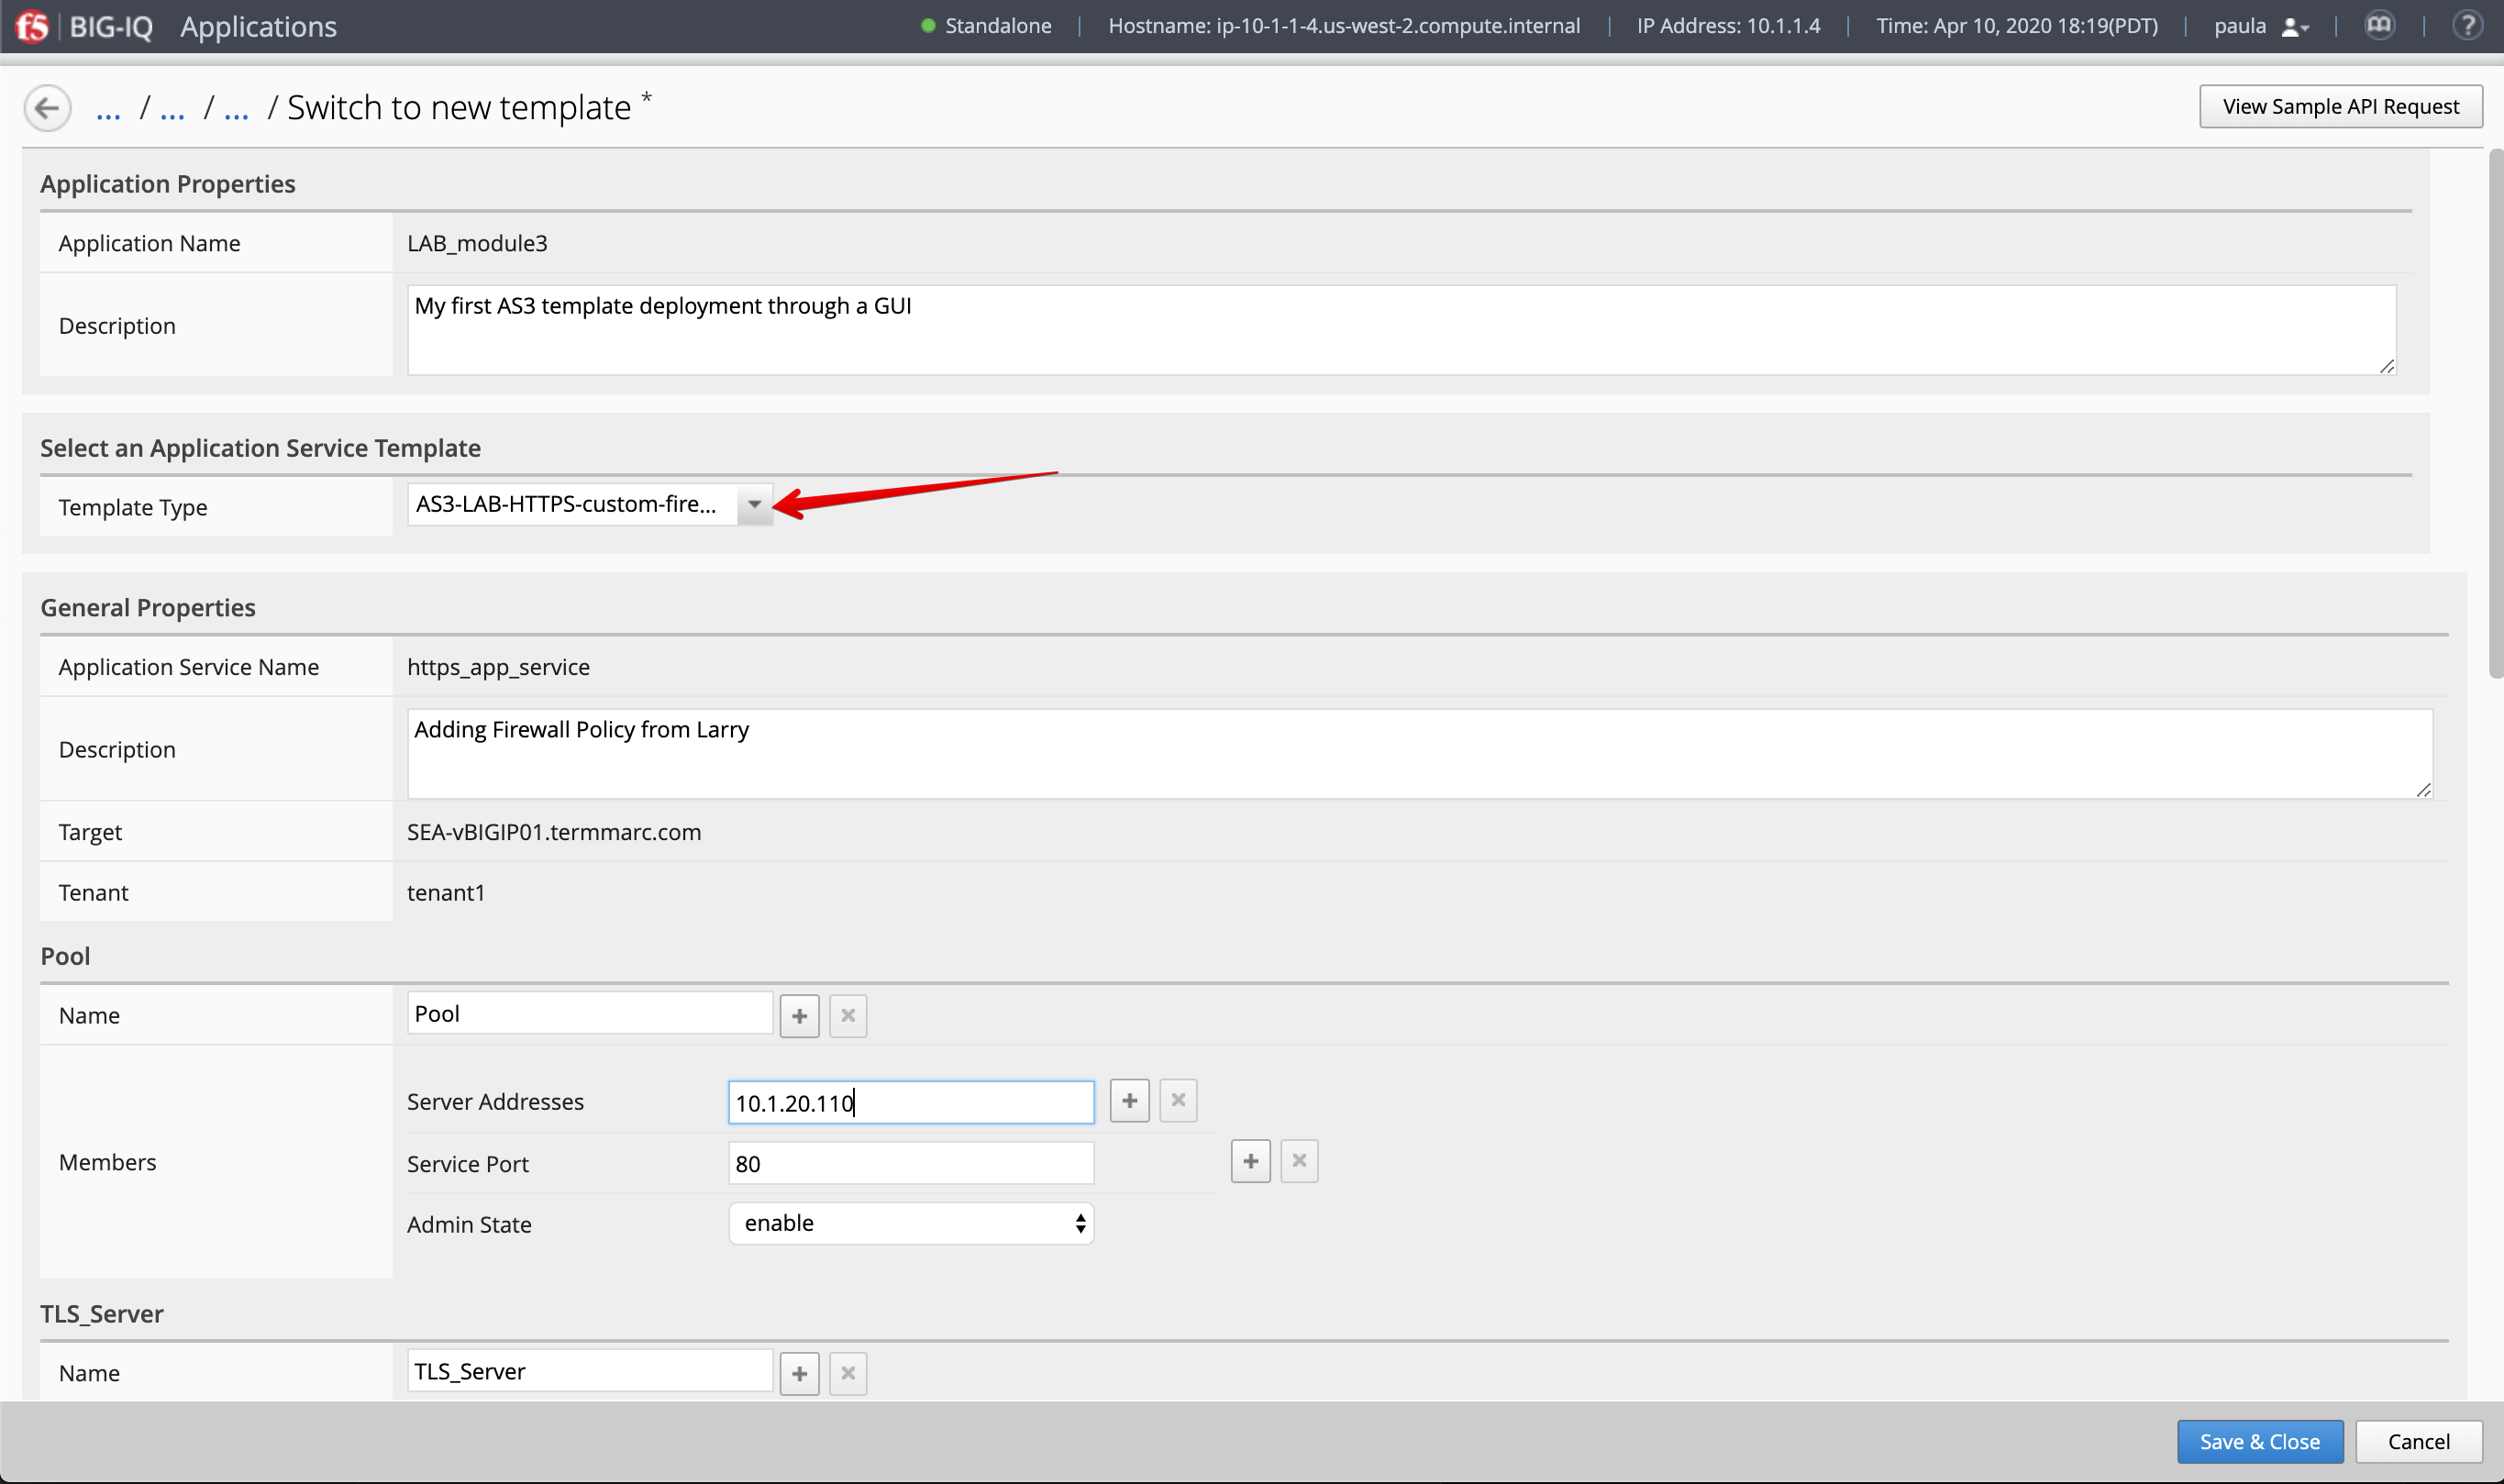 f5 BIG-IQ Applications Standalone | Hostname: ip-10-1-1-4.us-west-2.compute.internal | IP Address: 10.1.1.4 | Time: Apr 10, 2020 18:19(PDT) | paula | | ?
... / ... / ... / Switch to new template * View Sample API Request
Application Properties
Application Name LAB_module3
Description My first AS3 template deployment through a GUI
Select an Application Service Template
Template Type AS3-LAB-HTTPS-custom-fire...
General Properties
Application Service Name https_app_service
Description Adding Firewall Policy from Larry
Target SEA-vBIGIP01.termmarc.com
Tenant tenant1
Pool
Name Pool
Members
Server Addresses 10.1.20.110
Service Port 80
Admin State enable
TLS_Server
Name TLS_Server
Save & Close Cancel